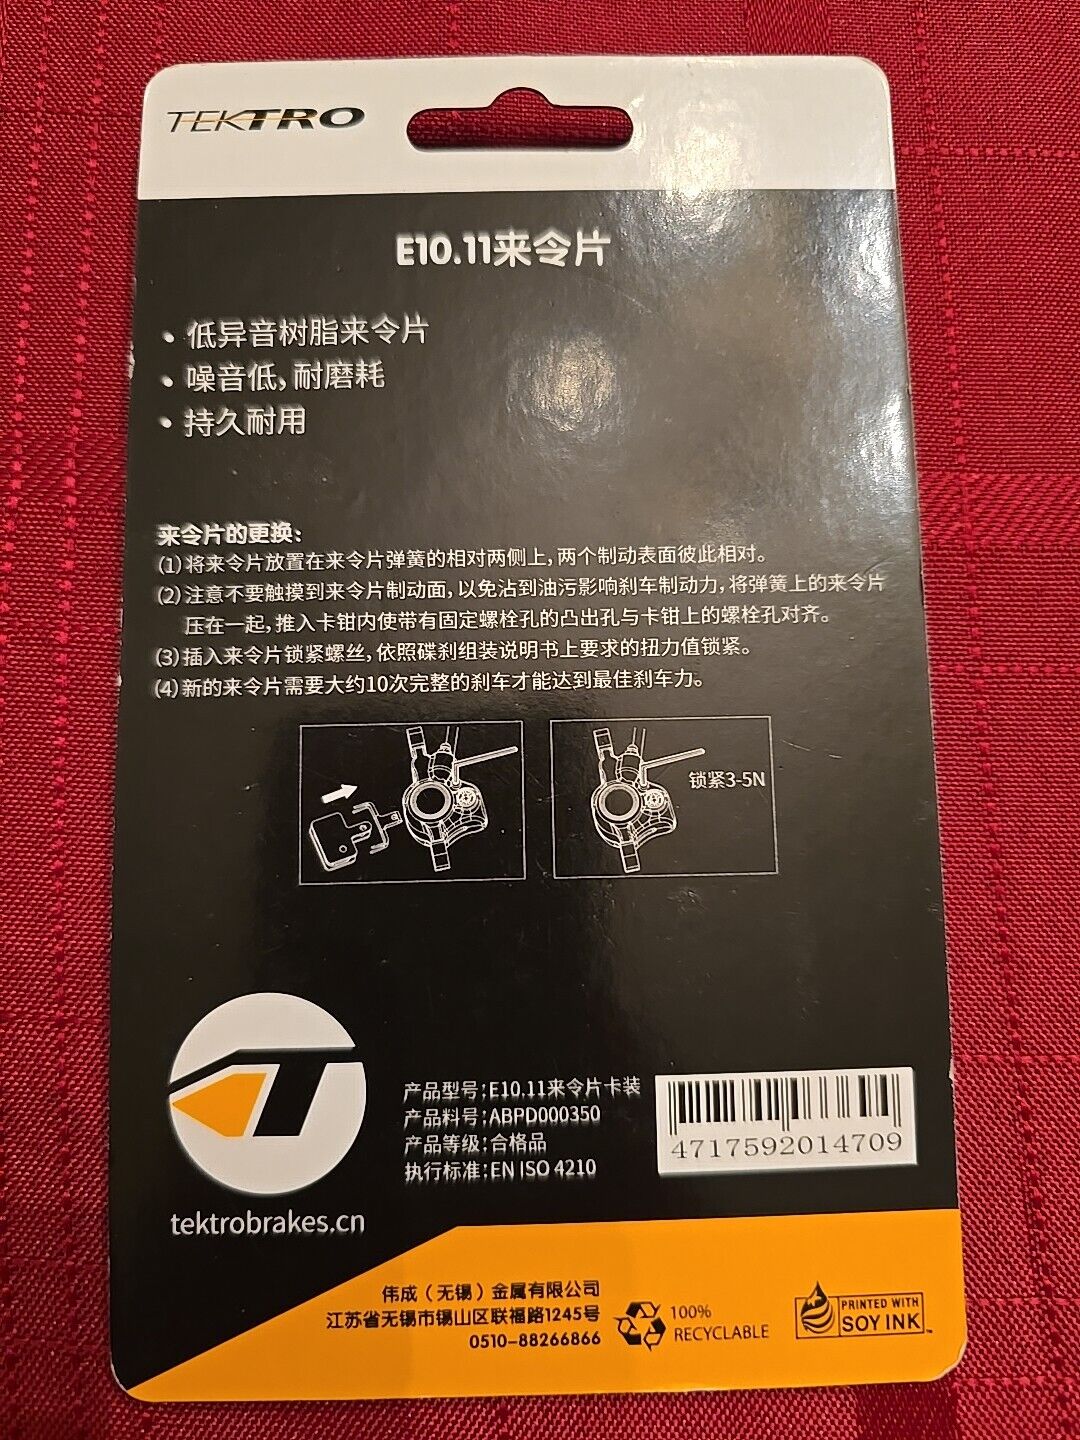 TEKTRO
E10.11来令片
• 低异音树脂来令片
• 噪音低，耐磨耗
• 持久耐用
来令片的更换：
(1)将来令片放置在来令片弹簧的相对两侧上，两个制动表面彼此相对。
(2)注意不要触摸到来令片制动面，以免沾到油污影响刹车制动力，将弹簧上的来令片
压在一起，推入卡钳内使带有固定螺栓孔的凸出孔与卡钳上的螺栓孔对齐。
(3)插入来令片锁紧螺丝，依照碟刹组装说明书上要求的扭力值锁紧。
(4)新的来令片需要大约10次完整的刹车才能达到最佳刹车力。
锁紧3-5N
产品型号：E10.11来令片卡装
产品料号：ABPD000350
产品等级：合格品
执行标准：EN ISO 4210
4717592014709
tektrobrakes.cn
伟成（无锡）金属有限公司
江苏省无锡市锡山区联福路1245号
0510-88266866
100%
RECYCLABLE
PRINTED WITH
SOY INK™